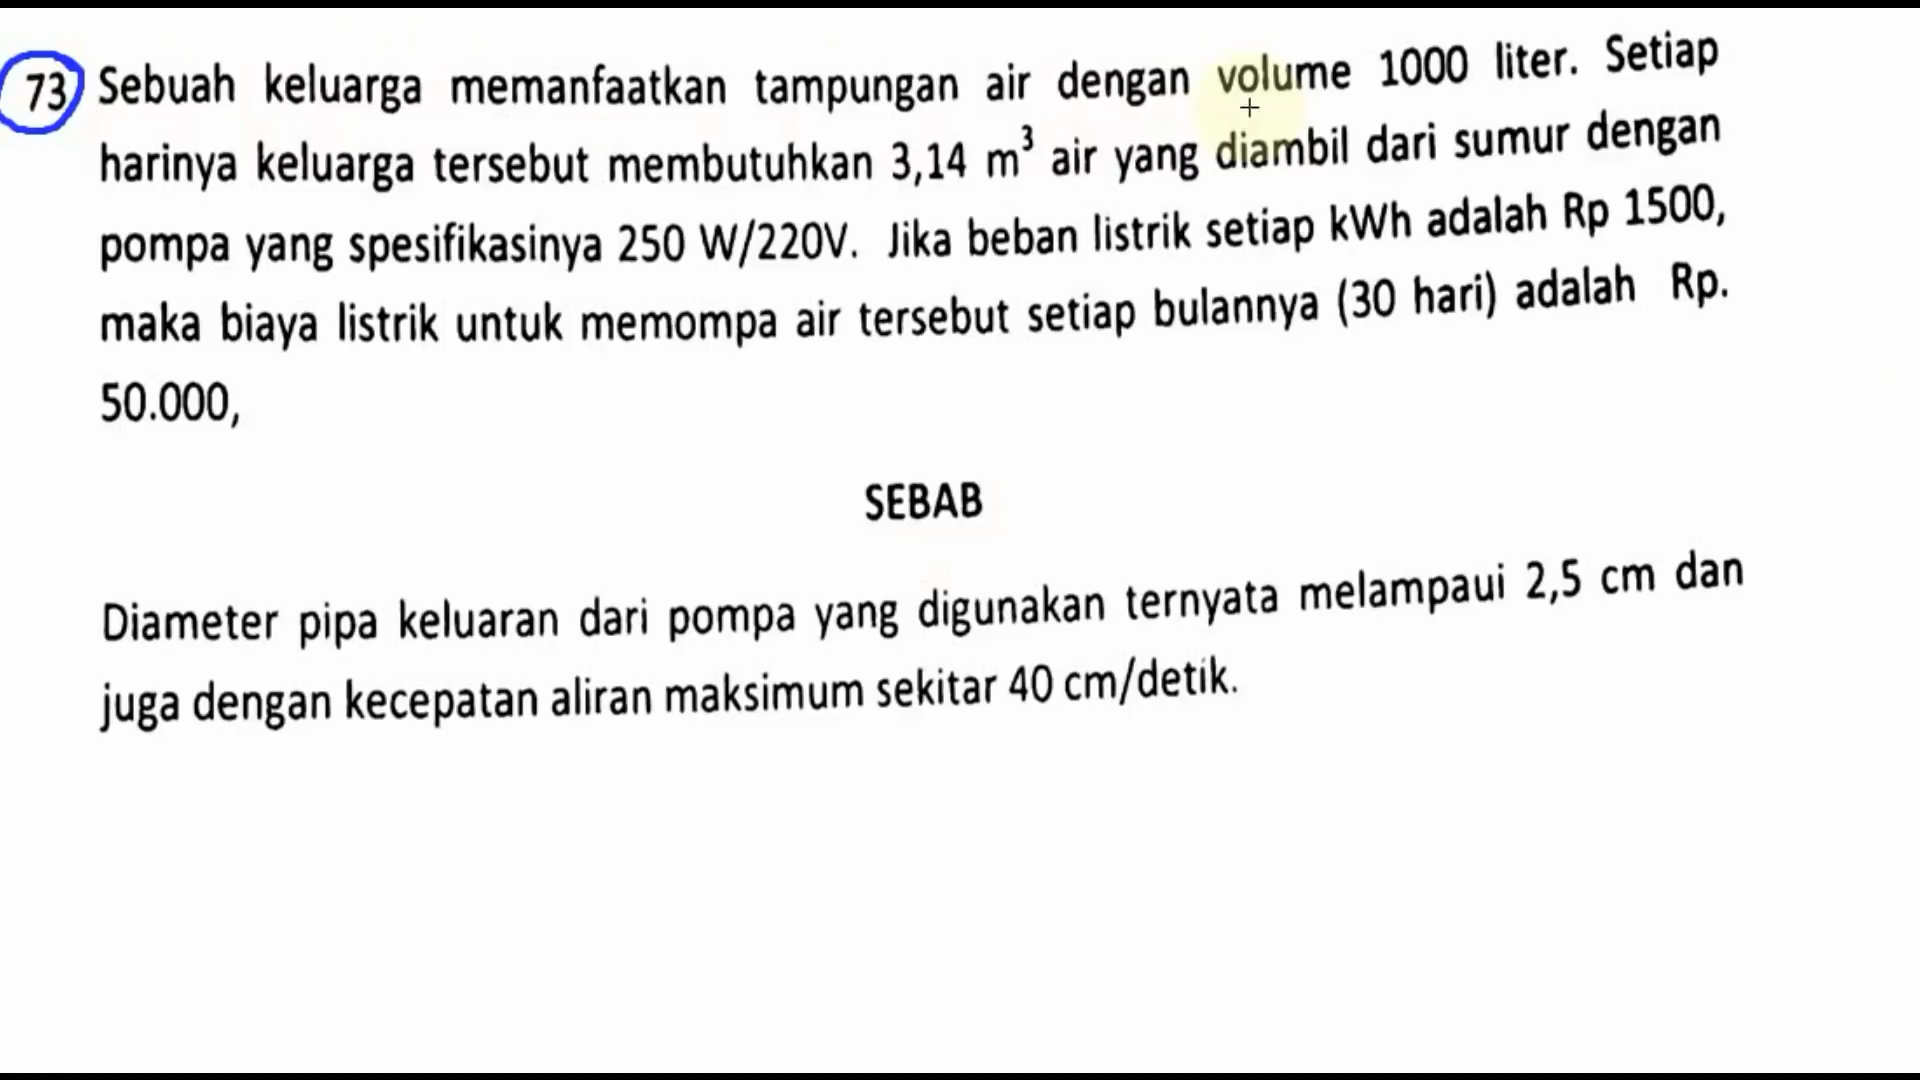 73 Sebuah keluarga memanfaatkan tampungan air dengan volume 1000 liter. Setiap
harinya keluarga tersebut membutuhkan 3,14 m³ air yang diambil dari sumur dengan
pompa yang spesifikasinya 250 W/220V. Jika beban listrik setiap kWh adalah Rp 1500,
maka biaya listrik untuk memompa air tersebut setiap bulannya (30 hari) adalah Rp.
50.000,
SEBAB
Diameter pipa keluaran dari pompa yang digunakan ternyata melampaui 2,5 cm dan
juga dengan kecepatan aliran maksimum sekitar 40 cm/detik.